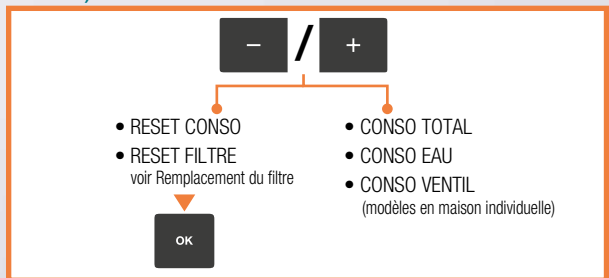 − / +
• RESET CONSO
• RESET FILTRE
voir Remplacement du filtre
OK
• CONSO TOTAL
• CONSO EAU
• CONSO VENTIL
(modèles en maison individuelle)